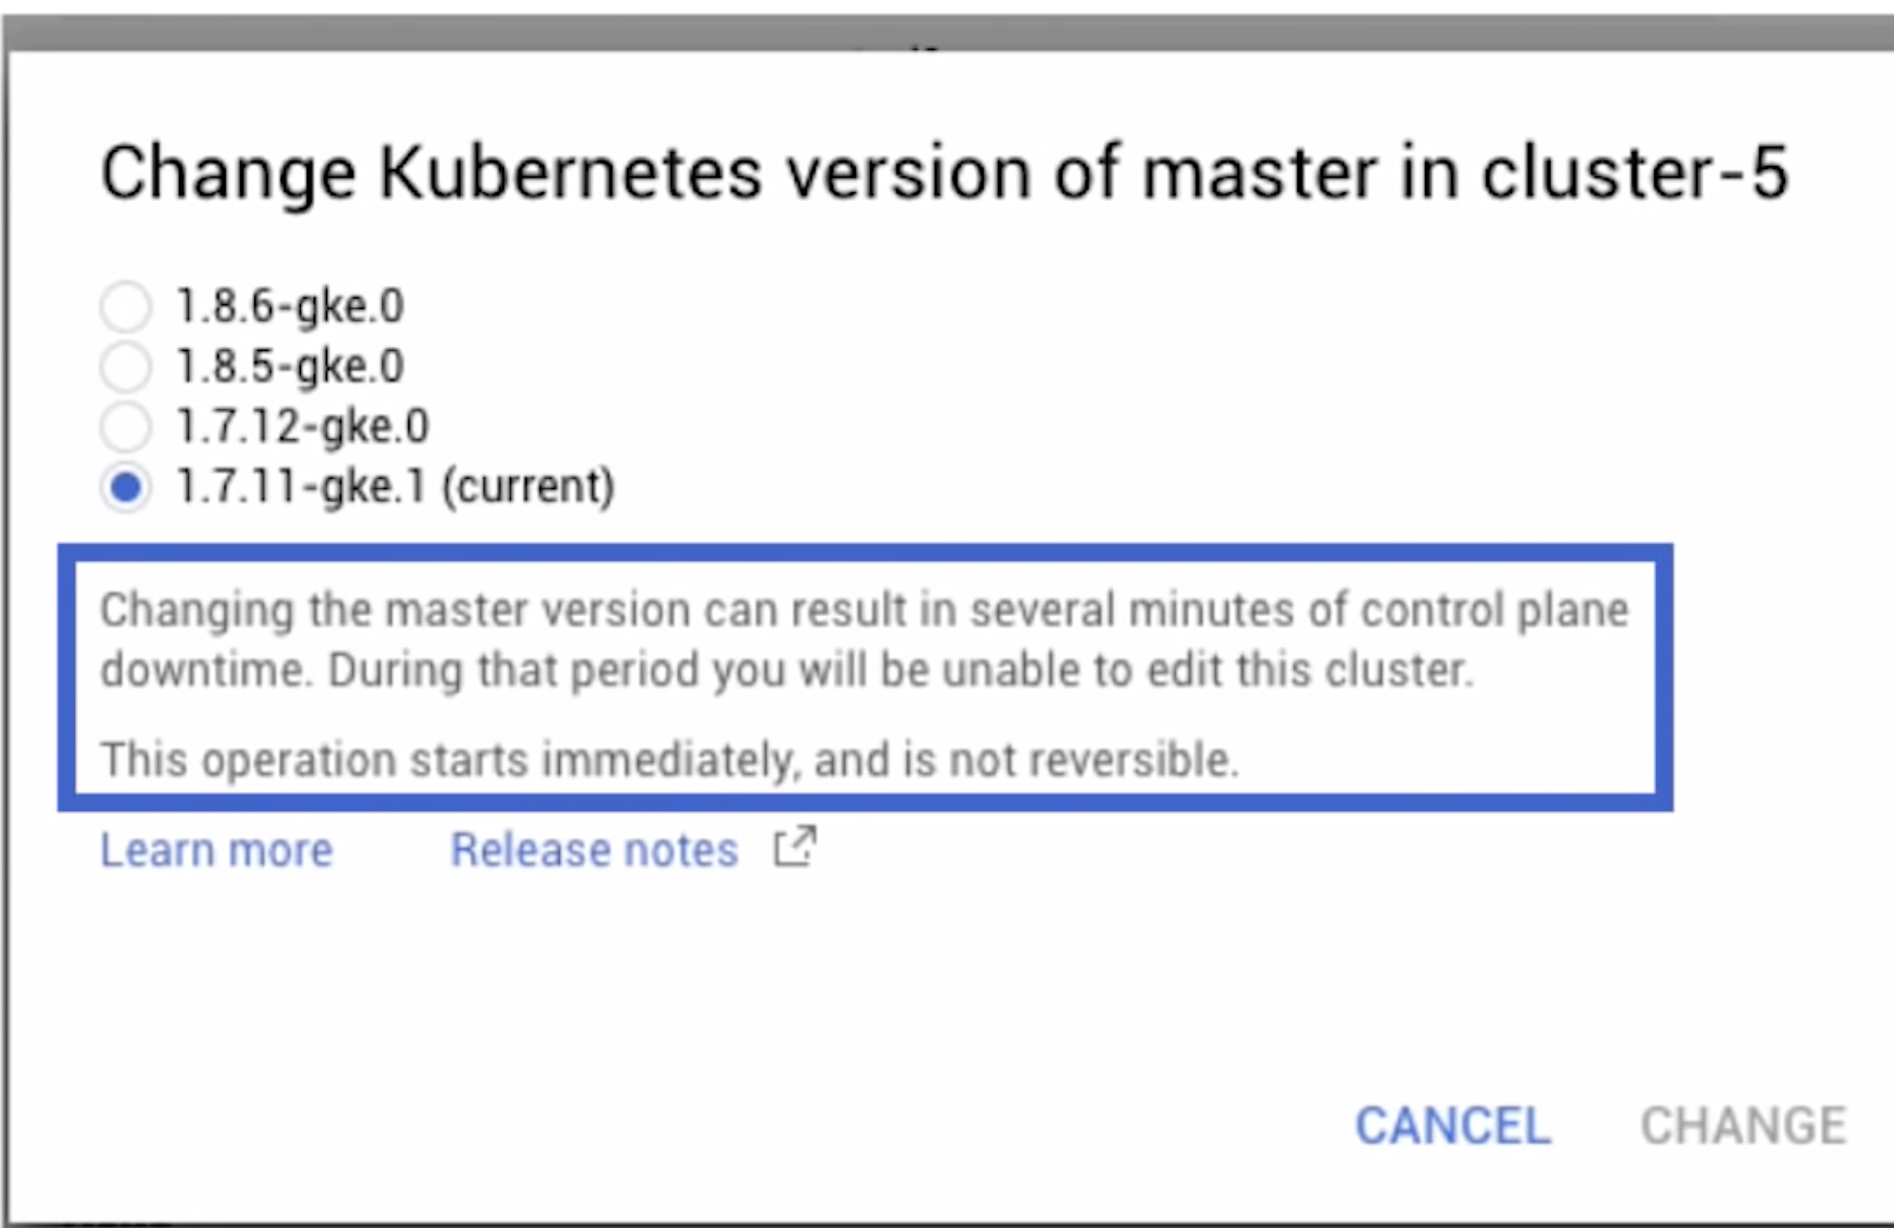 Change Kubernetes version of master in cluster-5
1.8.6-gke.0
1.8.5-gke.0
1.7.12-gke.0
1.7.11-gke.1 (current)
Changing the master version can result in several minutes of control plane
downtime. During that period you will be unable to edit this cluster.
This operation starts immediately, and is not reversible.
Learn more Release notes
CANCEL CHANGE